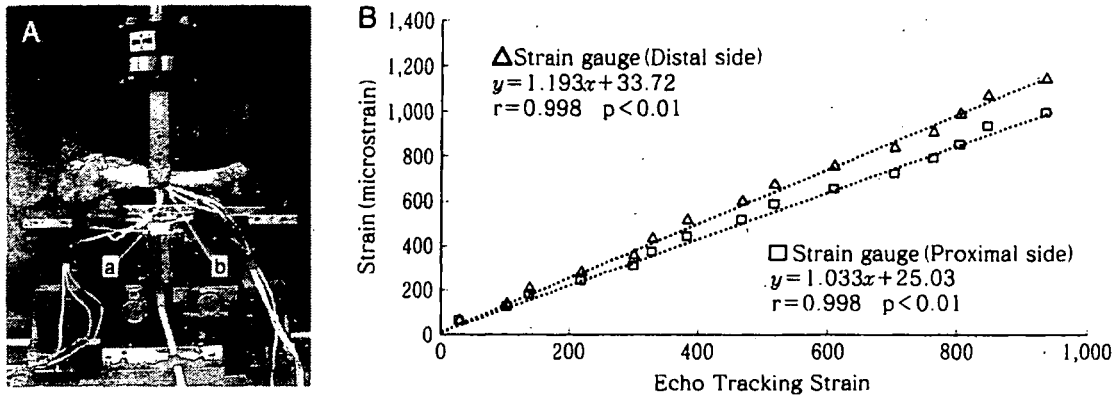 A
a
b
B
1,400
1,200
1,000
800
600
400
200
0
Strain (microstrain)
△Strain gauge (Distal side)
y=1.193x+33.72
r=0.998 p<0.01
□ Strain gauge (Proximal side)
y=1.033x+25.03
r=0.998 p<0.01
0 200 400 600 800 1,000
Echo Tracking Strain